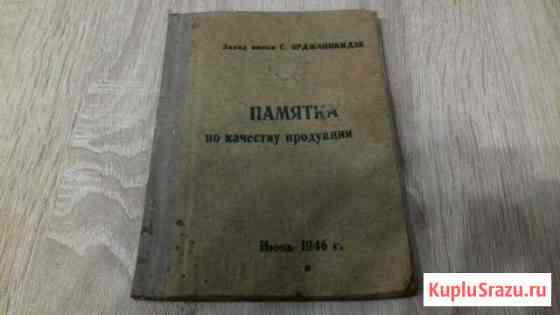 Завод имени С. ОРДЖОНИКИДЗЕ
ПАМЯТКА
по качеству продукции
Июнь 1946 г.
KupluSrazu.ru